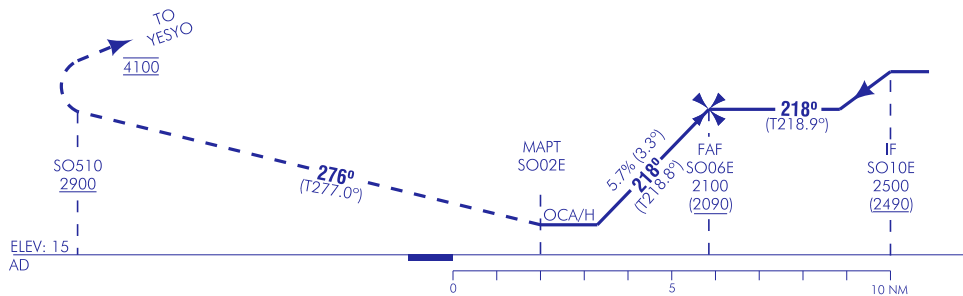 TO
YESYO
4100
SO510
2900
276º
(T277.0º)
MAPT
SO02E
OCA/H
5.7% (3.3º)
218º
(T218.8º)
FAF
SO06E
2100
(2090)
218º
(T218.9º)
IF
SO10E
2500
(2490)
ELEV: 15
AD
0
5
10 NM